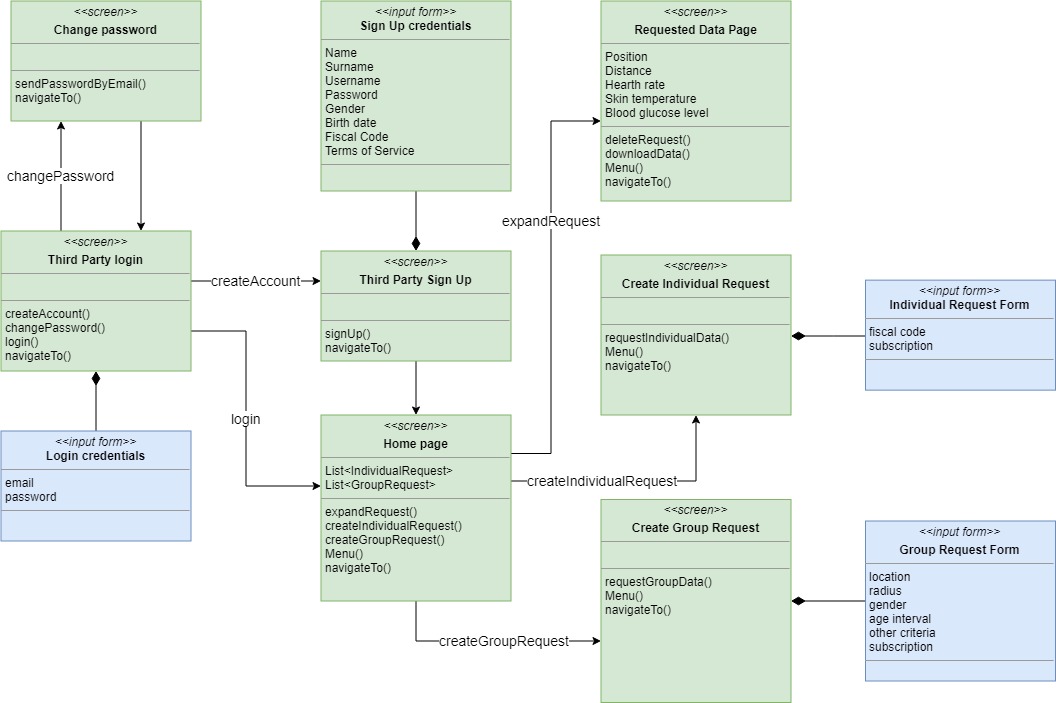 <<screen>>
Change password
sendPasswordByEmail()
navigateTo()
<<input form>>
Sign Up credentials
Name
Surname
Username
Password
Gender
Birth date
Fiscal Code
Terms of Service
<<screen>>
Requested Data Page
Position
Distance
Hearth rate
Skin temperature
Blood glucose level
deleteRequest()
downloadData()
Menu()
navigateTo()
changePassword
expandRequest
<<screen>>
Third Party login
createAccount()
changePassword()
login()
navigateTo()
createAccount
<<screen>>
Third Party Sign Up
signUp()
navigateTo()
<<screen>>
Create Individual Request
requestIndividualData()
Menu()
navigateTo()
<<input form>>
Individual Request Form
fiscal code
subscription
login
<<input form>>
Login credentials
email
password
<<screen>>
Home page
List<IndividualRequest>
List<GroupRequest>
expandRequest()
createIndividualRequest()
createGroupRequest()
Menu()
navigateTo()
createIndividualRequest
<<screen>>
Create Group Request
requestGroupData()
Menu()
navigateTo()
<<input form>>
Group Request Form
location
radius
gender
age interval
other criteria
subscription
createGroupRequest